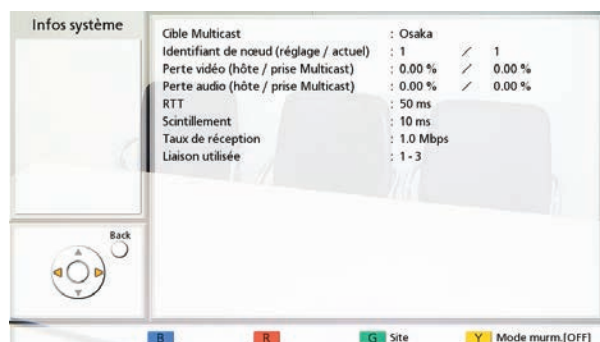 Infos système
Cible Multicast : Osaka
Identifiant de nœud (réglage / actuel) : 1 / 1
Perte vidéo (hôte / prise Multicast) : 0.00 % / 0.00 %
Perte audio (hôte / prise Multicast) : 0.00 % / 0.00 %
RTT : 50 ms
Scintillement : 10 ms
Taux de réception : 1.0 Mbps
Liaison utilisée : 1 - 3
Back
B R G Site Y Mode murm.[OFF]